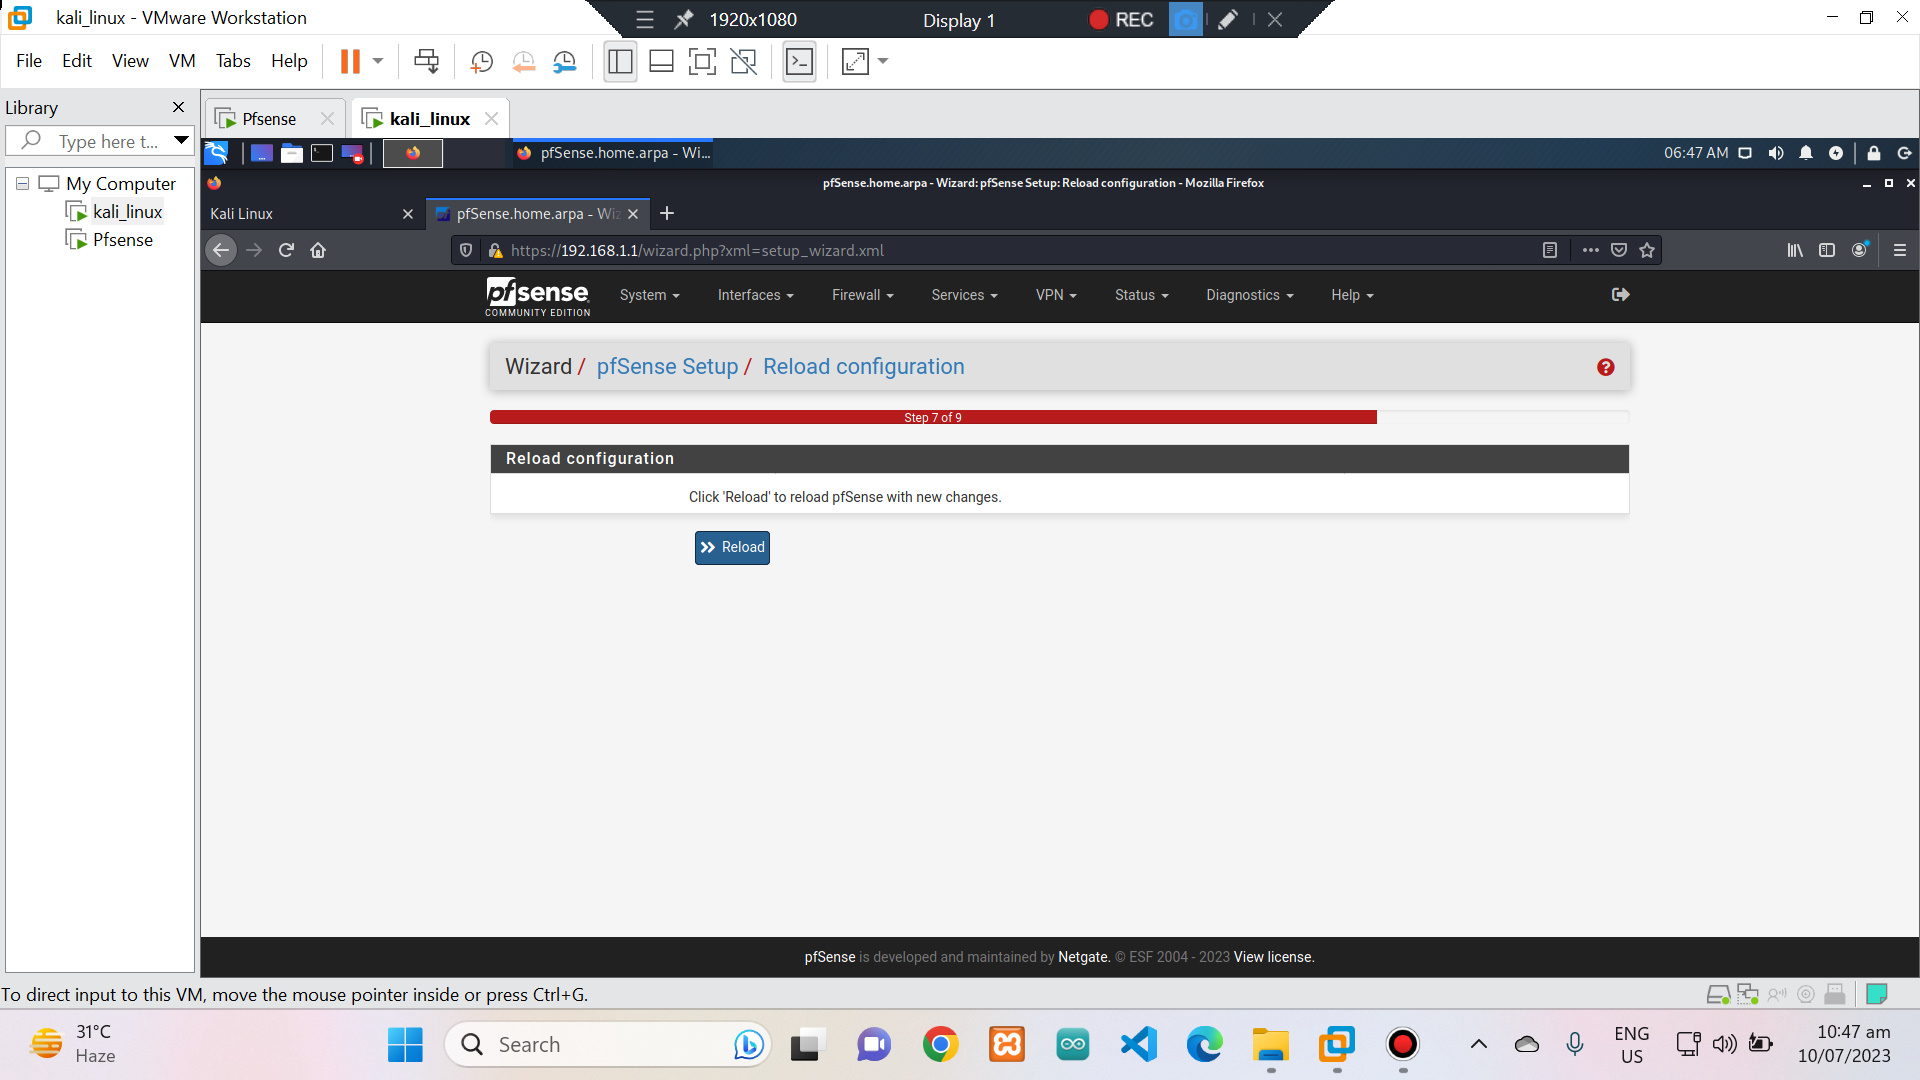 kali_linux - VMware Workstation
1920x1080
Display 1
REC
File
Edit
View
VM
Tabs
Help
Library
Type here t...
My Computer
kali_linux
Pfsense
Pfsense
kali_linux
pfSense.home.arpa - Wi...
06:47 AM
pfSense.home.arpa - Wizard: pfSense Setup: Reload configuration - Mozilla Firefox
Kali Linux
pfSense.home.arpa - Wiz
https://192.168.1.1/wizard.php?xml=setup_wizard.xml
pfsense
COMMUNITY EDITION
System
Interfaces
Firewall
Services
VPN
Status
Diagnostics
Help
Wizard / pfSense Setup / Reload configuration
Step 7 of 9
Reload configuration
Click 'Reload' to reload pfSense with new changes.
Reload
pfSense is developed and maintained by Netgate. © ESF 2004 - 2023 View license.
To direct input to this VM, move the mouse pointer inside or press Ctrl+G.
31°C
Haze
Search
ENG
US
10:47 am
10/07/2023